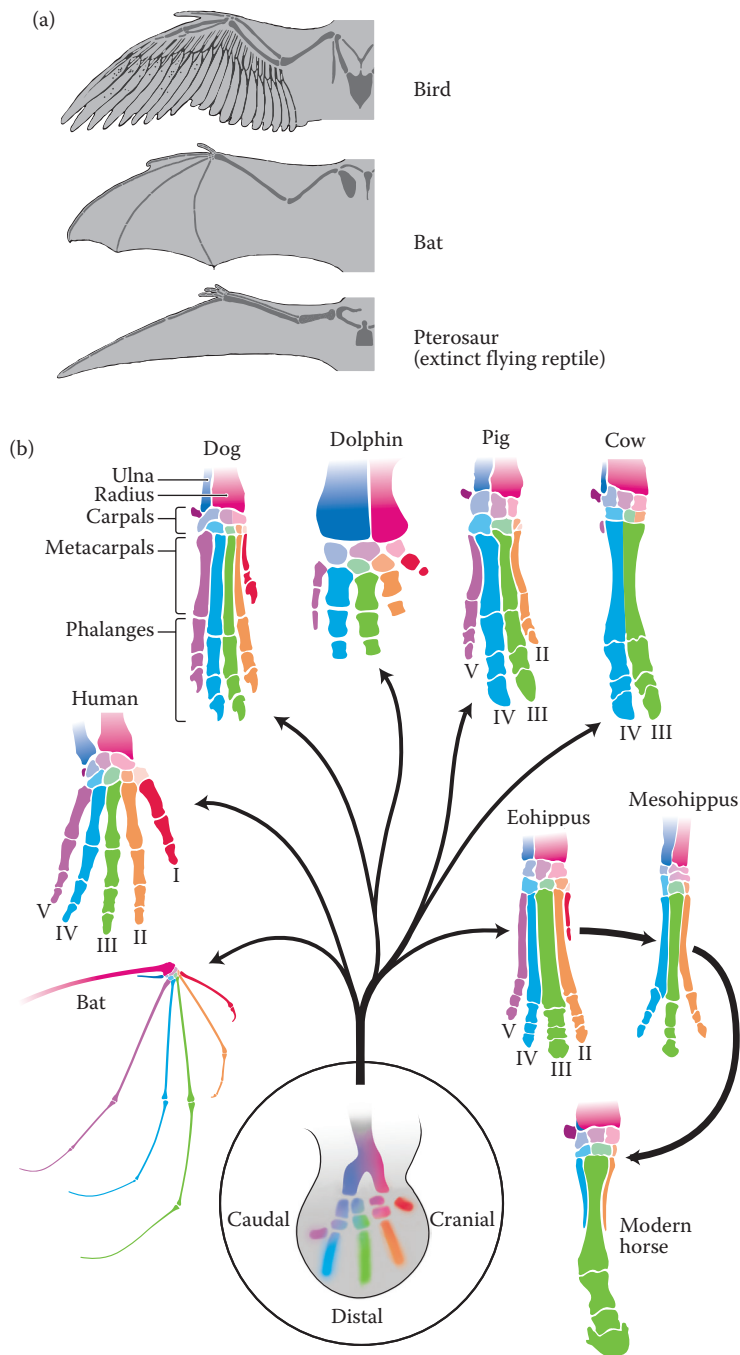 (a)
Bird
Bat
Pterosaur
(extinct flying reptile)
(b)
Dog
Dolphin
Pig
Cow
Ulna
Radius
Carpals
Metacarpals
Phalanges
V
II
IV
III
IV III
Human
I
V
IV
III
II
Eohippus
Mesohippus
V
IV
III
II
Bat
Caudal
Cranial
Distal
Modern
horse